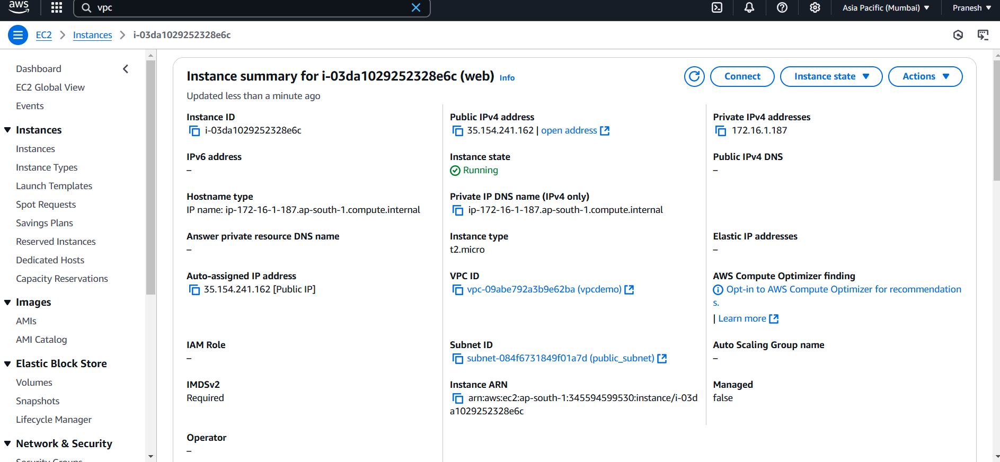 aws
vpc
Asia Pacific (Mumbai)
Pranesh
EC2
Instances
i-03da1029252328e6c
Dashboard
EC2 Global View
Events
Instances
Instances
Instance Types
Launch Templates
Spot Requests
Savings Plans
Reserved Instances
Dedicated Hosts
Capacity Reservations
Images
AMIs
AMI Catalog
Elastic Block Store
Volumes
Snapshots
Lifecycle Manager
Network & Security
Security Groups
Instance summary for i-03da1029252328e6c (web) Info
Updated less than a minute ago
Connect
Instance state
Actions
Instance ID
i-03da1029252328e6c
Public IPv4 address
35.154.241.162 | open address
Private IPv4 addresses
172.16.1.187
IPv6 address
–
Instance state
Running
Public IPv4 DNS
–
Hostname type
IP name: ip-172-16-1-187.ap-south-1.compute.internal
Private IP DNS name (IPv4 only)
ip-172-16-1-187.ap-south-1.compute.internal
Answer private resource DNS name
–
Instance type
t2.micro
Elastic IP addresses
–
Auto-assigned IP address
35.154.241.162 [Public IP]
VPC ID
vpc-09abe792a3b9e62ba (vpcdemo)
AWS Compute Optimizer finding
Opt-in to AWS Compute Optimizer for recommendation
s.
| Learn more
IAM Role
–
Subnet ID
subnet-084f6731849f01a7d (public_subnet)
Auto Scaling Group name
–
IMDSv2
Required
Instance ARN
arn:aws:ec2:ap-south-1:345594599530:instance/i-03d
a1029252328e6c
Managed
false
Operator
–